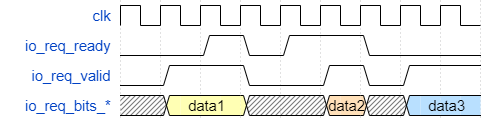 clk
io_req_ready
io_req_valid
io_req_bits_* data1 data2 data3